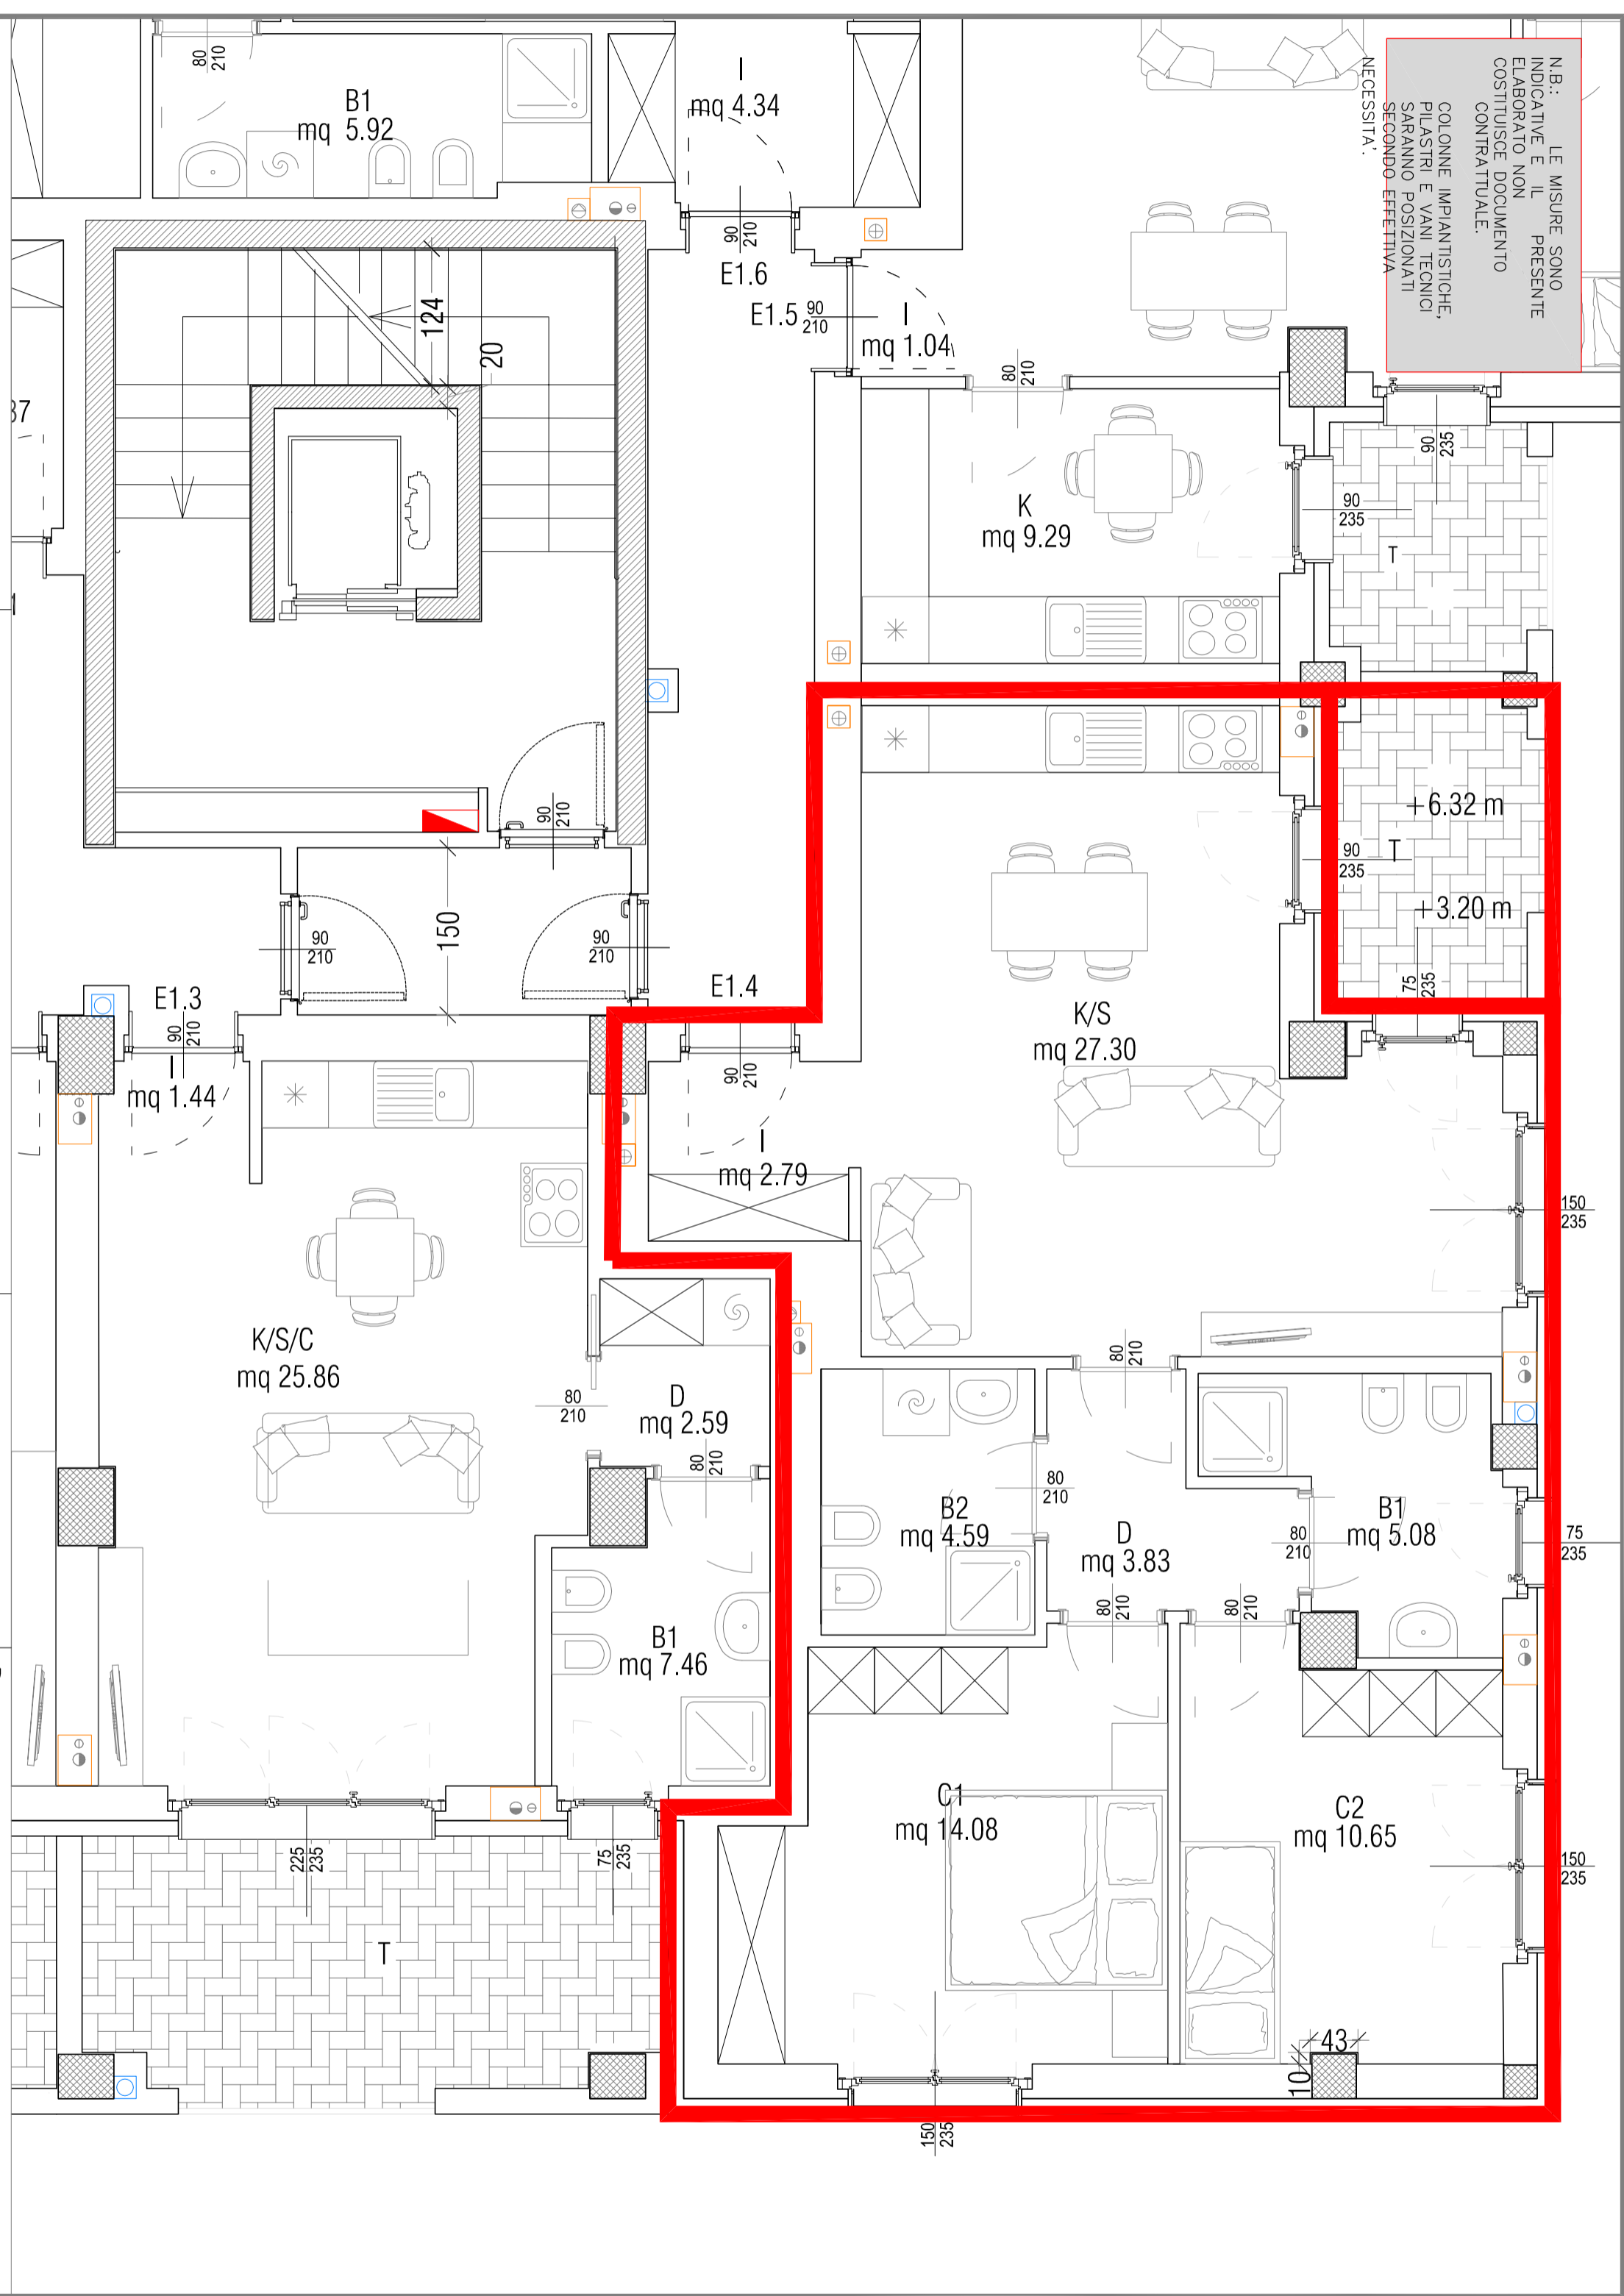 N.B.: LE MISURE SONO
INDICATIVE E IL PRESENTE
ELABORATO NON
COSTITUISCE DOCUMENTO
CONTRATTUALE.
COLONNE IMPIANTISTICHE,
PILASTRI E VANI TECNICI
SARANNO POSIZIONATI
SECONDO EFFETTIVA
NECESSITA'.
80
210
B1
mq 5.92
I
mq 4.34
90
210
E1.6
E1.5
90
210
I
mq 1.04
124
20
80
210
K
mq 9.29
90
235
90
235
T
37
1
90
210
+6.32 m
90
235
T
+3.20 m
75
235
150
90
210
90
210
E1.3
90
210
I
mq 1.44
E1.4
90
210
I
mq 2.79
K/S
mq 27.30
150
235
K/S/C
mq 25.86
80
210
D
mq 2.59
80
210
80
210
B2
mq 4.59
80
210
D
mq 3.83
80
210
B1
mq 5.08
75
235
80
210
80
210
B1
mq 7.46
C1
mq 14.08
C2
mq 10.65
150
235
225
235
75
235
T
43
10
150
235